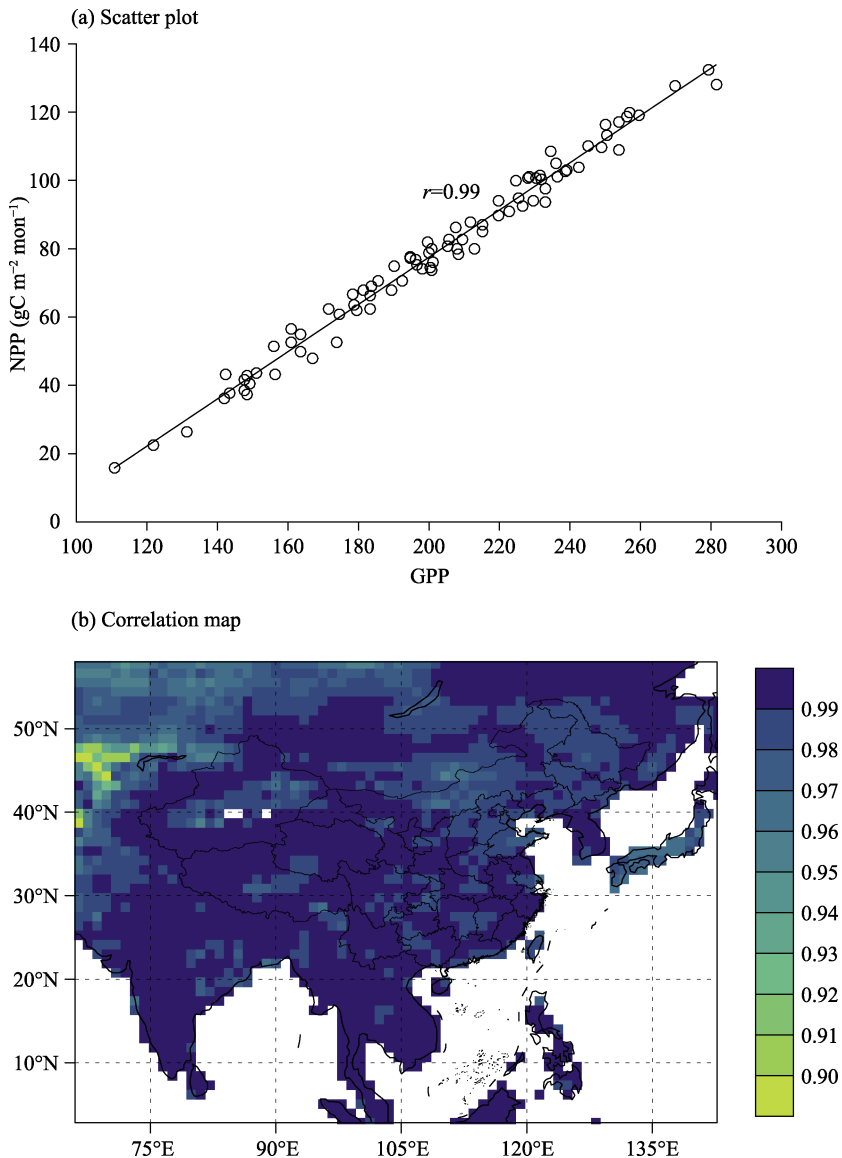 (a) Scatter plot
140
120
100
80
60
40
20
0
NPP (gC m⁻² mon⁻¹)
r=0.99
100 120 140 160 180 200 220 240 260 280 300
GPP
(b) Correlation map
50°N
40°N
30°N
20°N
10°N
75°E 90°E 105°E 120°E 135°E
0.99
0.98
0.97
0.96
0.95
0.94
0.93
0.92
0.91
0.90